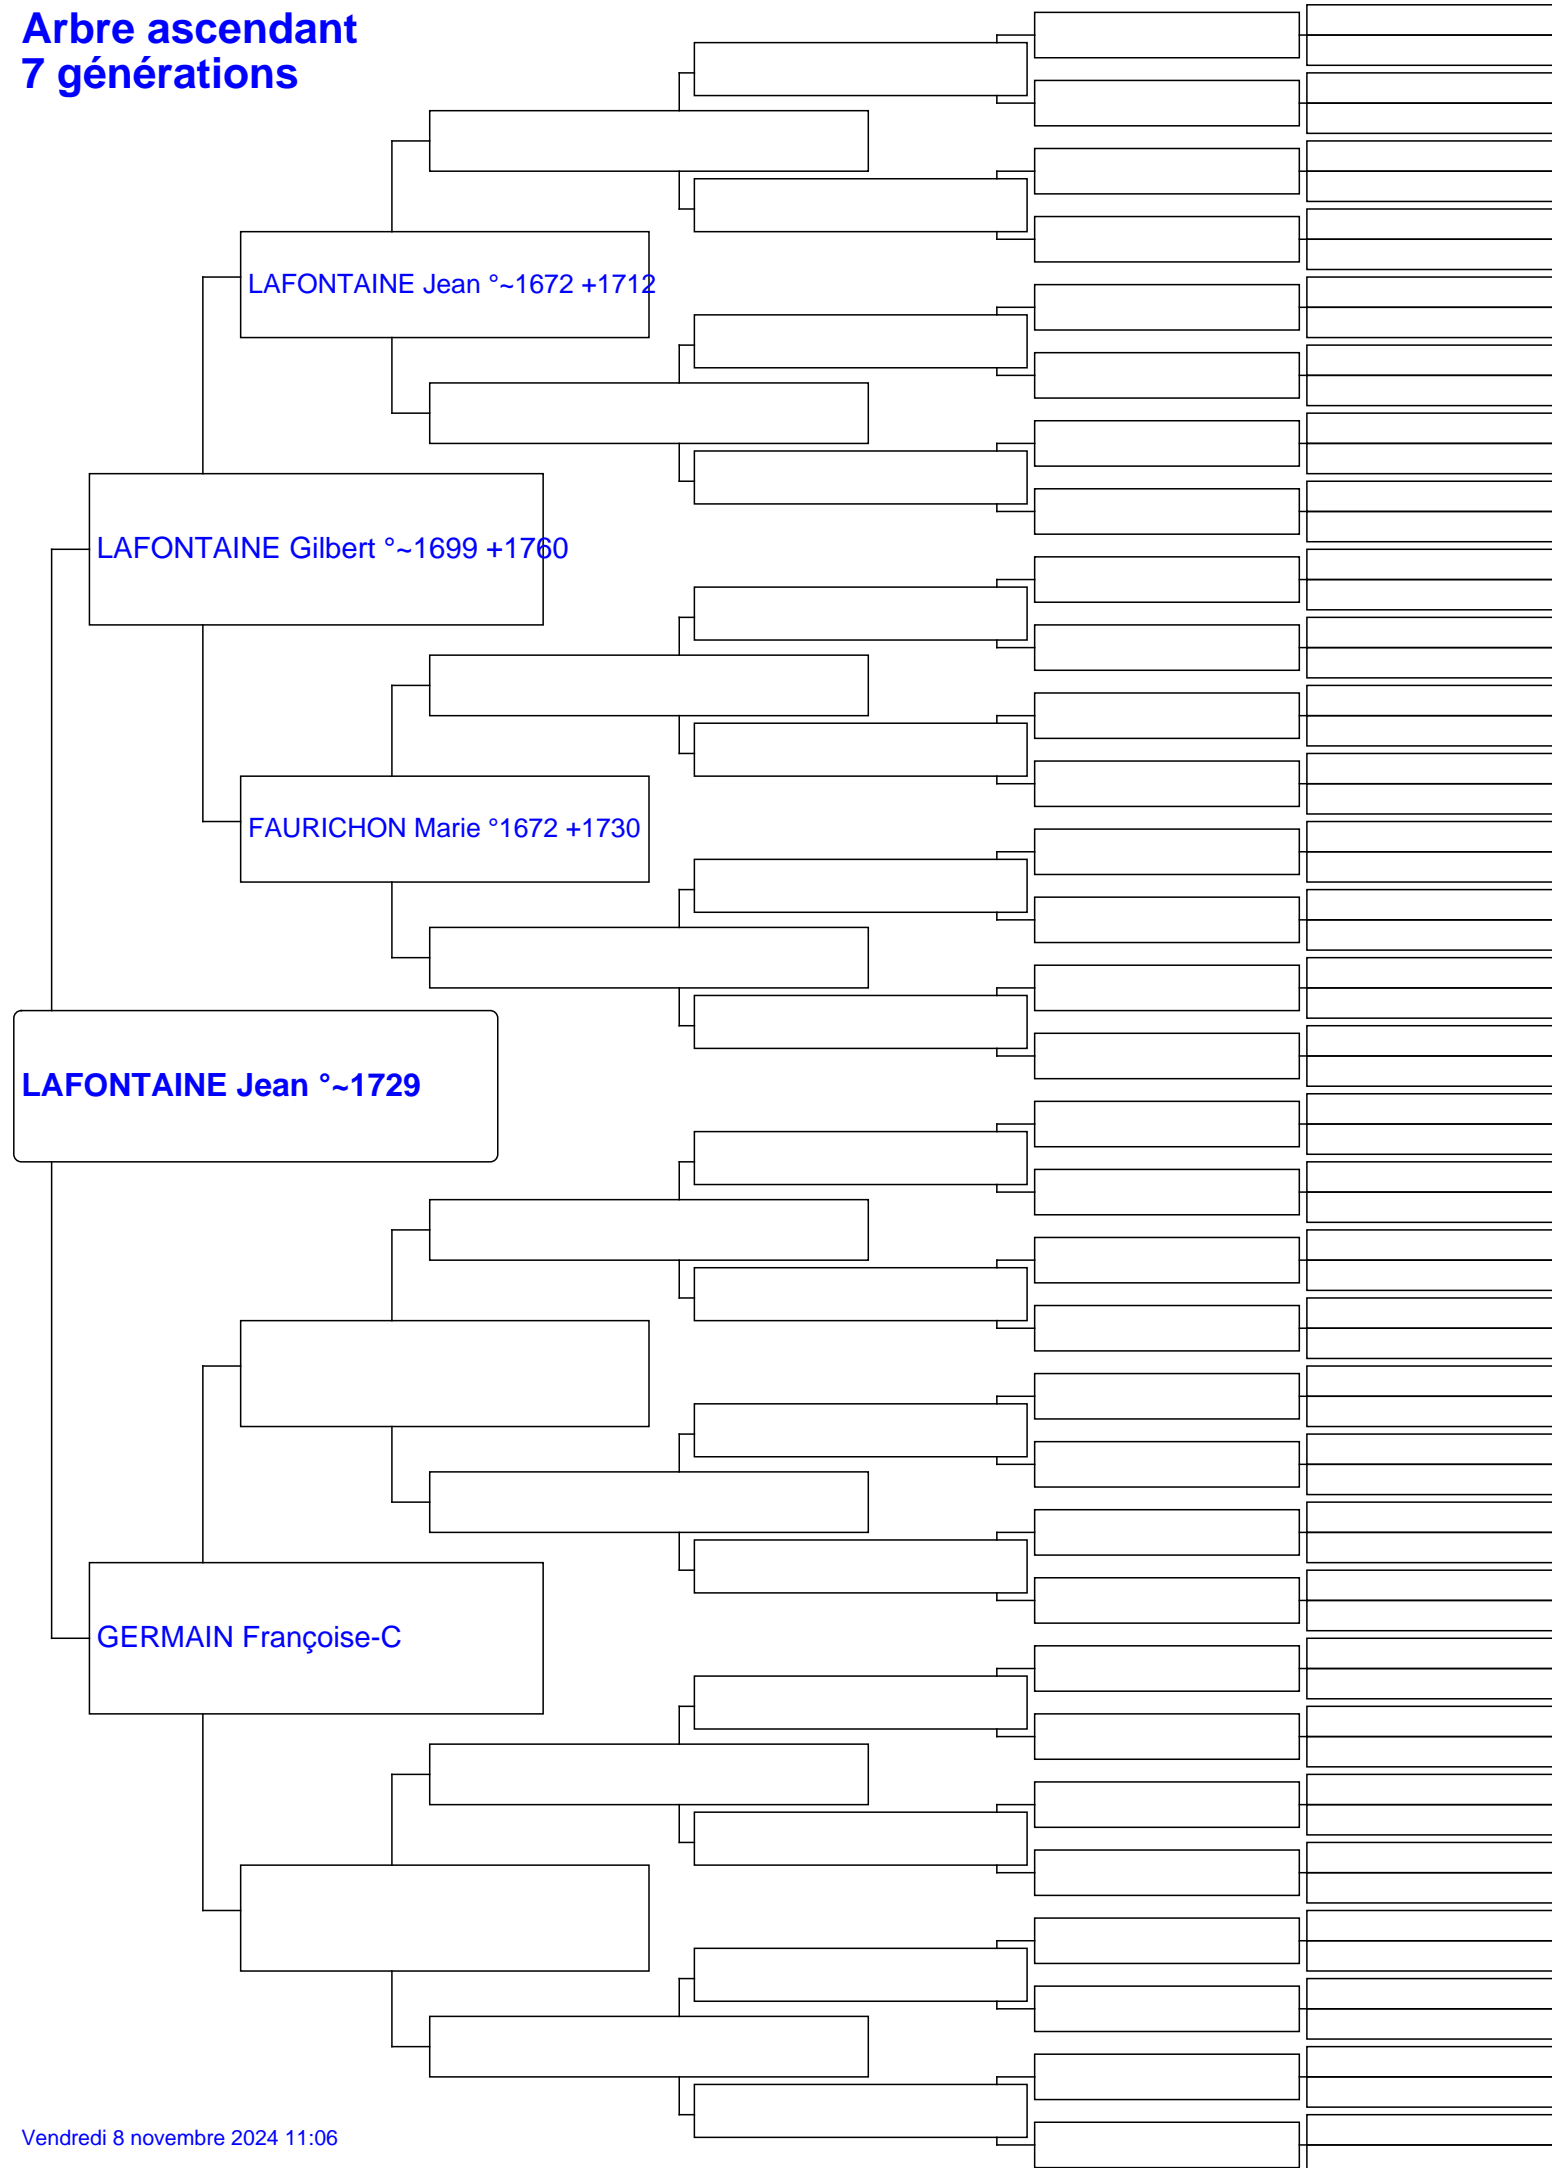 Arbre ascendant
7 générations
LAFONTAINE Jean °~1672 +1712
LAFONTAINE Gilbert °~1699 +1760
FAURICHON Marie °1672 +1730
LAFONTAINE Jean °~1729
GERMAIN Françoise-C
Vendredi 8 novembre 2024 11:06